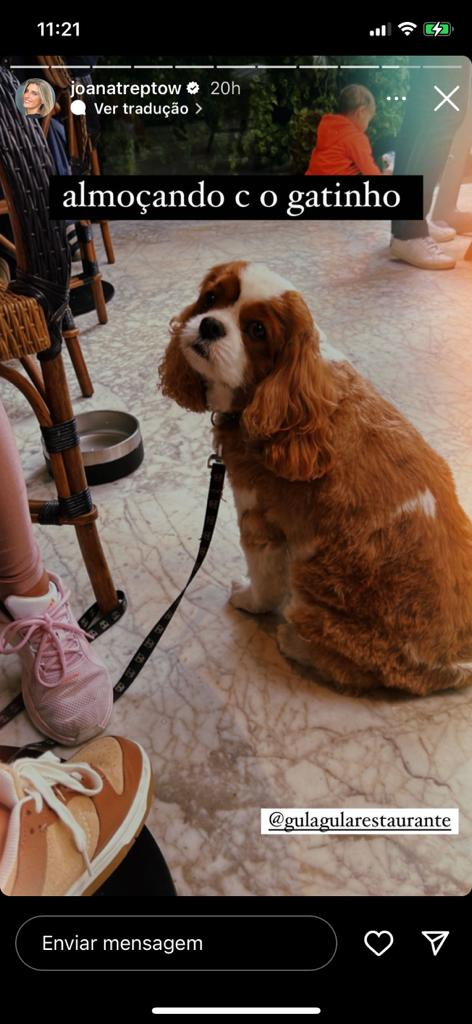 11:21
joanatreptow 20h
Ver tradução
almoçando c o gatinho
@gulagularestaurante
Enviar mensagem